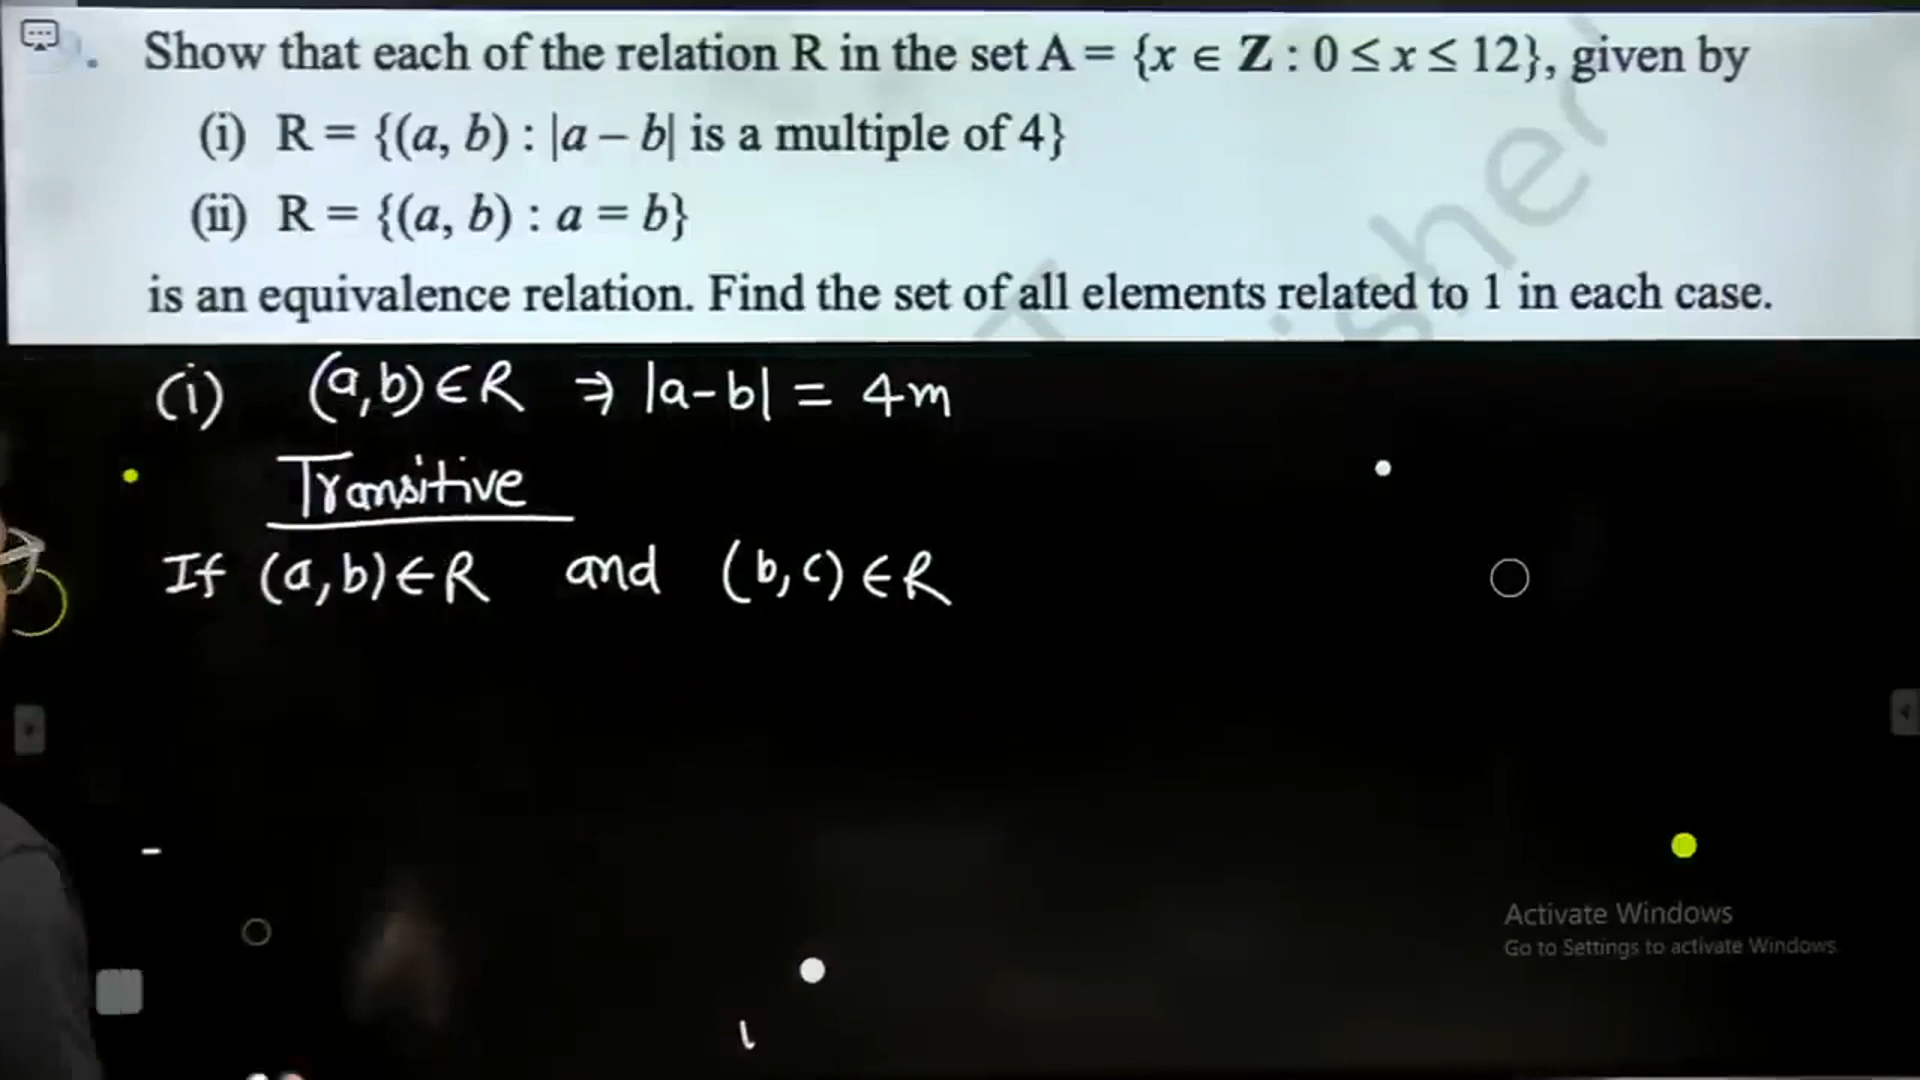 . Show that each of the relation R in the set A = {x ∈ Z : 0 ≤ x ≤ 12}, given by
(i) R = {(a, b) : |a – b| is a multiple of 4}
(ii) R = {(a, b) : a = b}
is an equivalence relation. Find the set of all elements related to 1 in each case.
(i) (a,b)∈R ⇒ |a-b| = 4m
Transitive
If (a,b)∈R and (b,c)∈R
Activate Windows
Go to Settings to activate Windows.